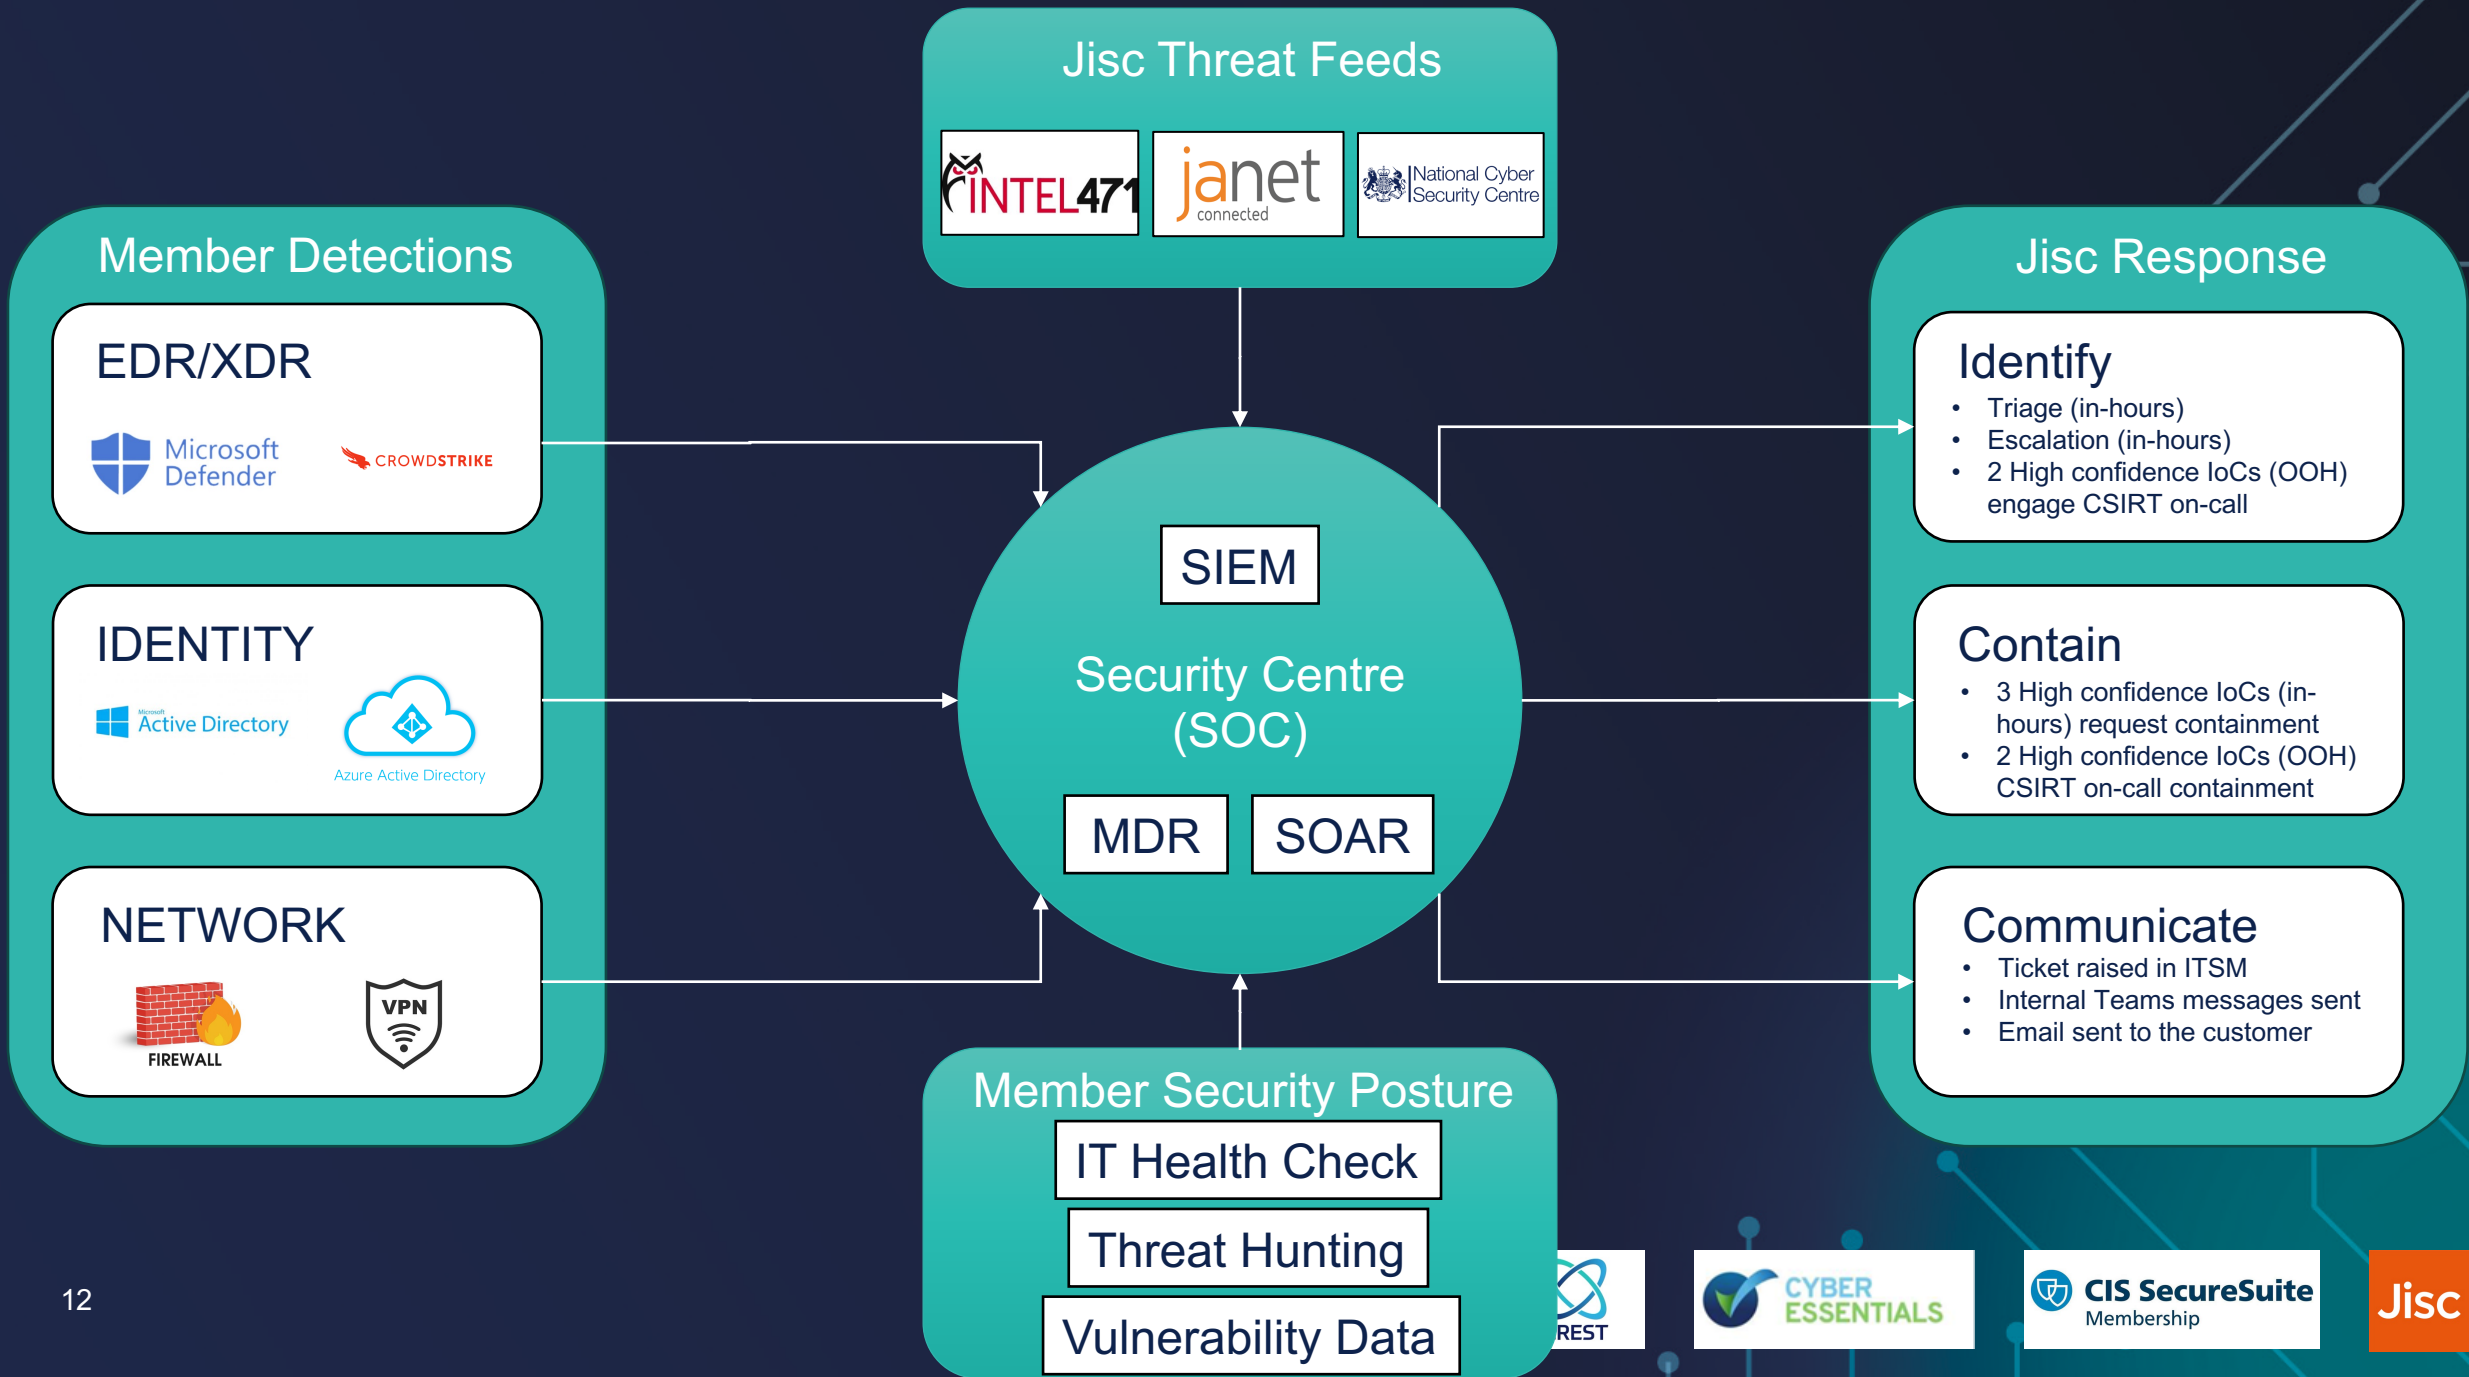 Jisc Threat Feeds
INTEL471
janet
connected
National Cyber
Security Centre
Member Detections
EDR/XDR
Microsoft
Defender
CROWDSTRIKE
IDENTITY
Microsoft
Active Directory
Azure Active Directory
NETWORK
FIREWALL
VPN
SIEM
Security Centre
(SOC)
MDR
SOAR
Member Security Posture
IT Health Check
Threat Hunting
Vulnerability Data
Jisc Response
Identify
• Triage (in-hours)
• Escalation (in-hours)
• 2 High confidence IoCs (OOH)
engage CSIRT on-call
Contain
• 3 High confidence IoCs (in-
hours) request containment
• 2 High confidence IoCs (OOH)
CSIRT on-call containment
Communicate
• Ticket raised in ITSM
• Internal Teams messages sent
• Email sent to the customer
12
REST
CYBER
ESSENTIALS
CIS SecureSuite
Membership
Jisc